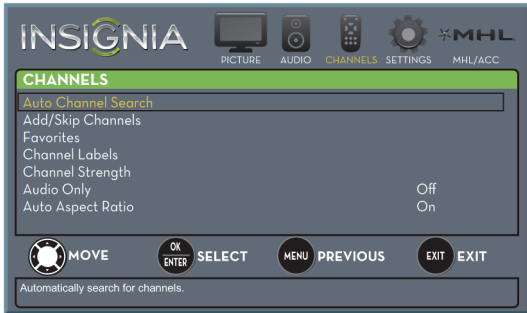 INSIGNIA
PICTURE AUDIO CHANNELS SETTINGS MHL MHL/ACC
CHANNELS
Auto Channel Search
Add/Skip Channels
Favorites
Channel Labels
Channel Strength
Audio Only Off
Auto Aspect Ratio On
MOVE OK ENTER SELECT MENU PREVIOUS EXIT EXIT
Automatically search for channels.